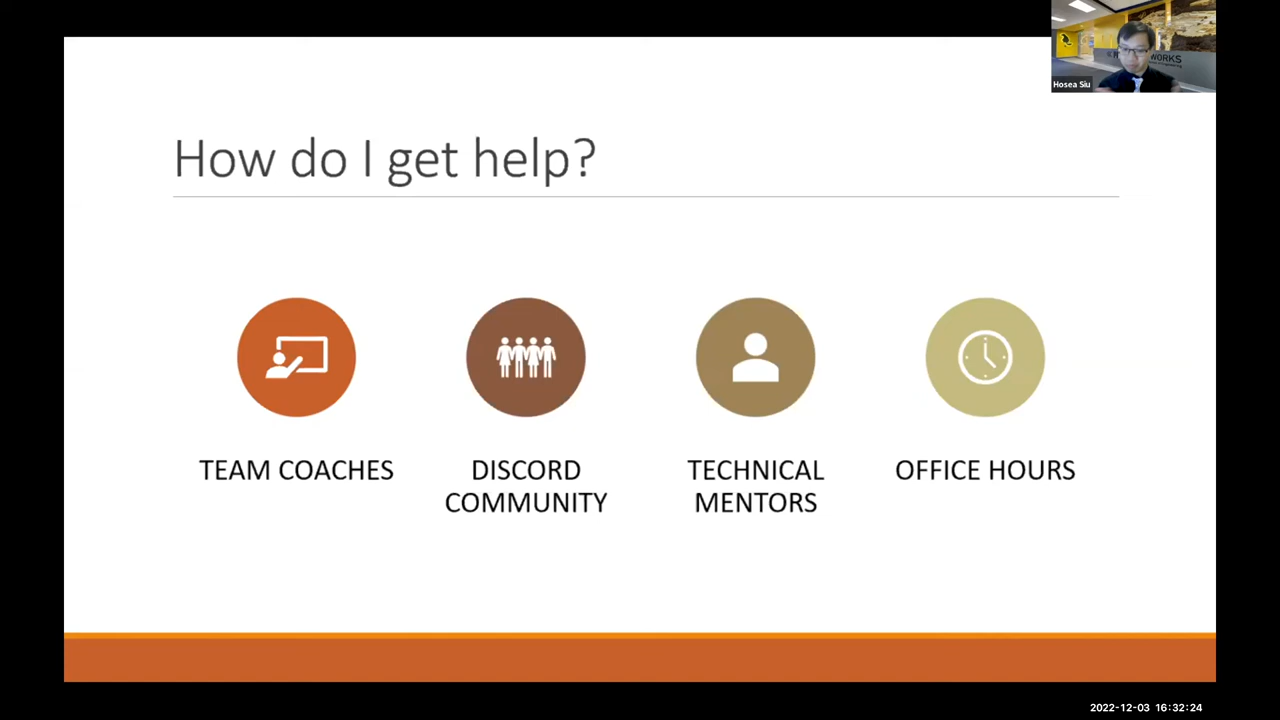 Hosea Siu
How do I get help?
TEAM COACHES
DISCORD
COMMUNITY
TECHNICAL
MENTORS
OFFICE HOURS
2022-12-03 16:32:24